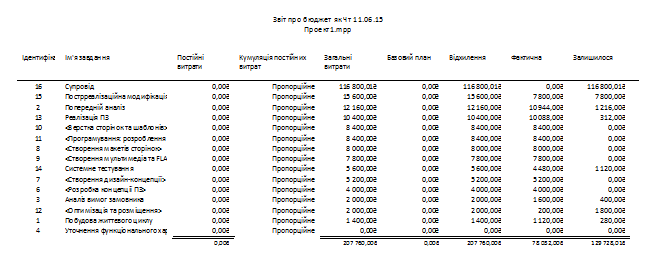 Звіт про бюджет як Чт 11.06.15
Проект1.mpp
Ідентифіка Ім'я завдання Постійні витрати Кумуляція постійних витрат Загальні витрати Базовий план Відхилення Фактична Залишилося
16 Супровід 0,00₴ Пропорційне 116 800,01₴ 0,00₴ 116 800,01₴ 0,00₴ 116 800,01₴
15 Постреалізаційна модифікація 0,00₴ Пропорційне 15 600,00₴ 0,00₴ 15 600,00₴ 7 800,00₴ 7 800,00₴
2 Попередній аналіз 0,00₴ Пропорційне 12 160,00₴ 0,00₴ 12 160,00₴ 10 944,00₴ 1 216,00₴
13 Реалізація ПЗ 0,00₴ Пропорційне 10 400,00₴ 0,00₴ 10 400,00₴ 10 088,00₴ 312,00₴
10 <Верстка сторінок та шаблонів> 0,00₴ Пропорційне 8 400,00₴ 0,00₴ 8 400,00₴ 8 400,00₴ 0,00₴
11 <Програмування: розроблення 0,00₴ Пропорційне 8 400,00₴ 0,00₴ 8 400,00₴ 8 400,00₴ 0,00₴
8 <Створення макетів сторінок> 0,00₴ Пропорційне 8 000,00₴ 0,00₴ 8 000,00₴ 8 000,00₴ 0,00₴
9 <Створення мультимедіа та FLA 0,00₴ Пропорційне 7 800,00₴ 0,00₴ 7 800,00₴ 7 800,00₴ 0,00₴
14 Системне тестування 0,00₴ Пропорційне 5 600,00₴ 0,00₴ 5 600,00₴ 4 480,00₴ 1 120,00₴
7 <Створення дизайн-концепції> 0,00₴ Пропорційне 5 200,00₴ 0,00₴ 5 200,00₴ 5 200,00₴ 0,00₴
6 <Розробка концепції ПЗ> 0,00₴ Пропорційне 4 000,00₴ 0,00₴ 4 000,00₴ 4 000,00₴ 0,00₴
3 Аналіз вимог замовника 0,00₴ Пропорційне 2 000,00₴ 0,00₴ 2 000,00₴ 1 600,00₴ 400,00₴
12 <Оптимізація та розміщення> 0,00₴ Пропорційне 2 000,00₴ 0,00₴ 2 000,00₴ 200,00₴ 1 800,00₴
1 Побудова життєвого циклу 0,00₴ Пропорційне 1 400,00₴ 0,00₴ 1 400,00₴ 1 120,00₴ 280,00₴
4 Уточнення функціонального хар 0,00₴ Пропорційне 0,00₴ 0,00₴ 0,00₴ 0,00₴ 0,00₴
0,00₴ 207 760,00₴ 0,00₴ 207 760,00₴ 78 032,00₴ 129 728,01₴